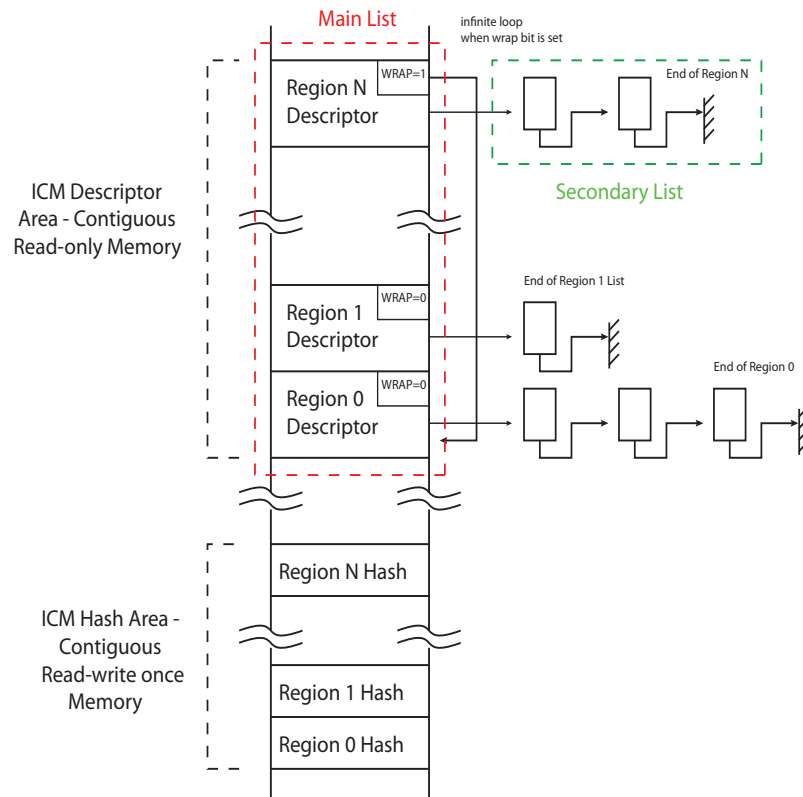 Main List
infinite loop
when wrap bit is set
WRAP=1
Region N
Descriptor
End of Region N
Secondary List
ICM Descriptor
Area - Contiguous
Read-only Memory
WRAP=0
Region 1
Descriptor
End of Region 1 List
WRAP=0
Region 0
Descriptor
End of Region 0
Region N Hash
ICM Hash Area -
Contiguous
Read-write once
Memory
Region 1 Hash
Region 0 Hash